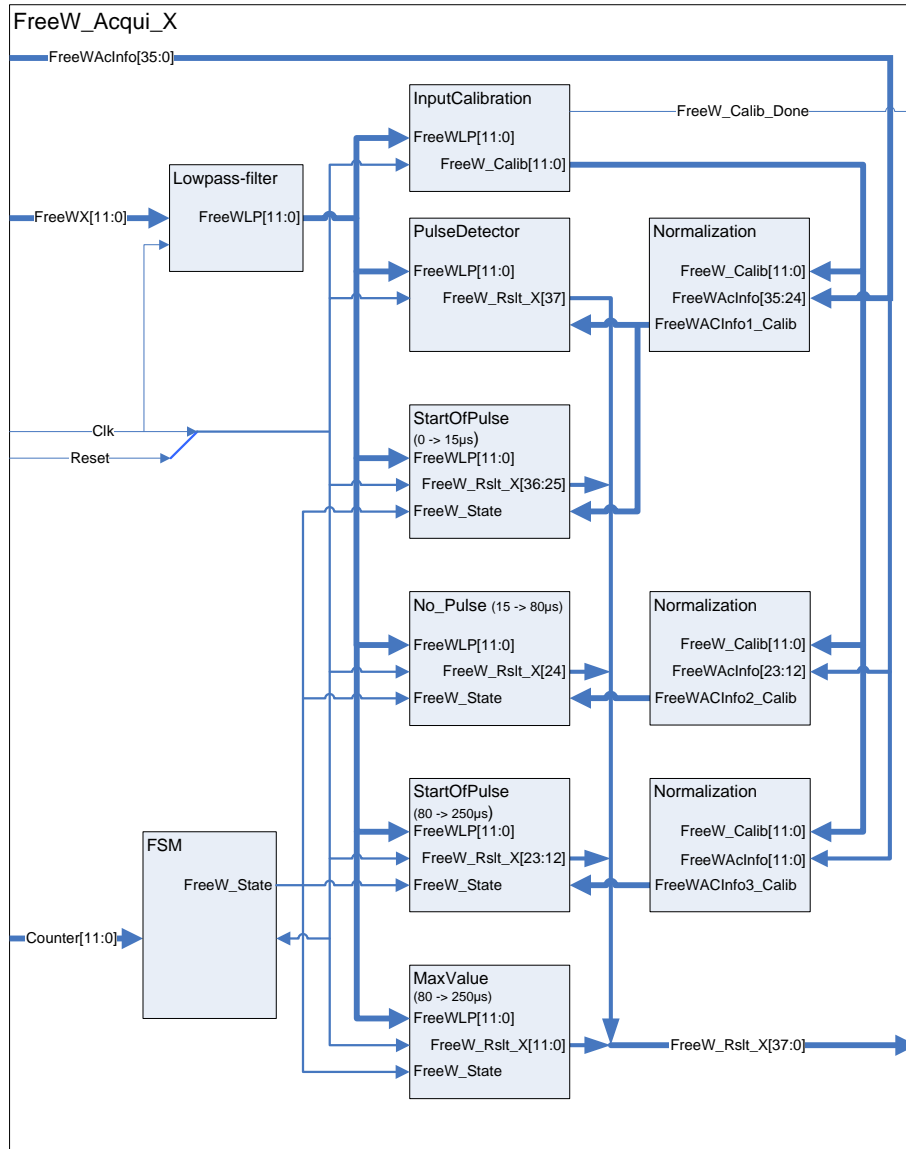 FreeW_Acqui_X
FreeWAcInfo[35:0]
InputCalibration
FreeW_Calib_Done
FreeWLP[11:0]
FreeW_Calib[11:0]
Lowpass-filter
FreeWX[11:0]
FreeWLP[11:0]
PulseDetector
FreeWLP[11:0]
FreeW_Rslt_X[37]
Normalization
FreeW_Calib[11:0]
FreeWAcInfo[35:24]
FreeWACInfo1_Calib
Clk
Reset
StartOfPulse
(0 -> 15µs)
FreeWLP[11:0]
FreeW_Rslt_X[36:25]
FreeW_State
No_Pulse (15 -> 80µs)
FreeWLP[11:0]
FreeW_Rslt_X[24]
FreeW_State
Normalization
FreeW_Calib[11:0]
FreeWAcInfo[23:12]
FreeWACInfo2_Calib
StartOfPulse
(80 -> 250µs)
FreeWLP[11:0]
FreeW_Rslt_X[23:12]
FreeW_State
Normalization
FreeW_Calib[11:0]
FreeWAcInfo[11:0]
FreeWACInfo3_Calib
FSM
FreeW_State
Counter[11:0]
MaxValue
(80 -> 250µs)
FreeWLP[11:0]
FreeW_Rslt_X[11:0]
FreeW_State
FreeW_Rslt_X[37:0]